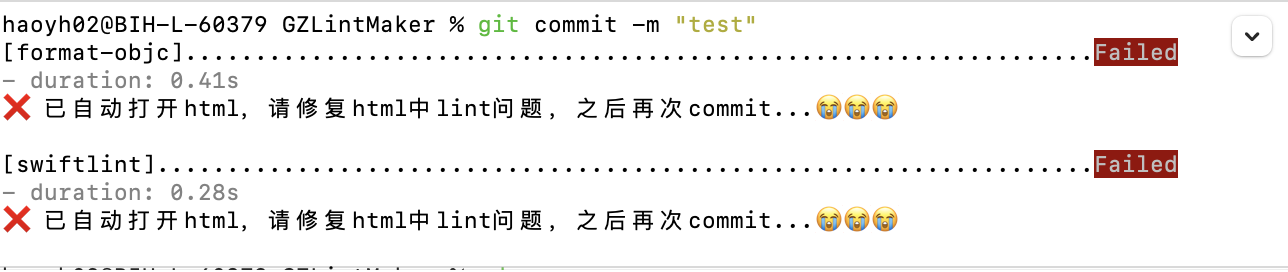 haoyh02@BIH-L-60379 GZLintMaker % git commit -m "test"
[format-objc].................................................................Failed
- duration: 0.41s
❌ 已自动打开html, 请修复html中lint问题, 之后再次commit...😭😭😭
[swiftlint]...................................................................Failed
- duration: 0.28s
❌ 已自动打开html, 请修复html中lint问题, 之后再次commit...😭😭😭